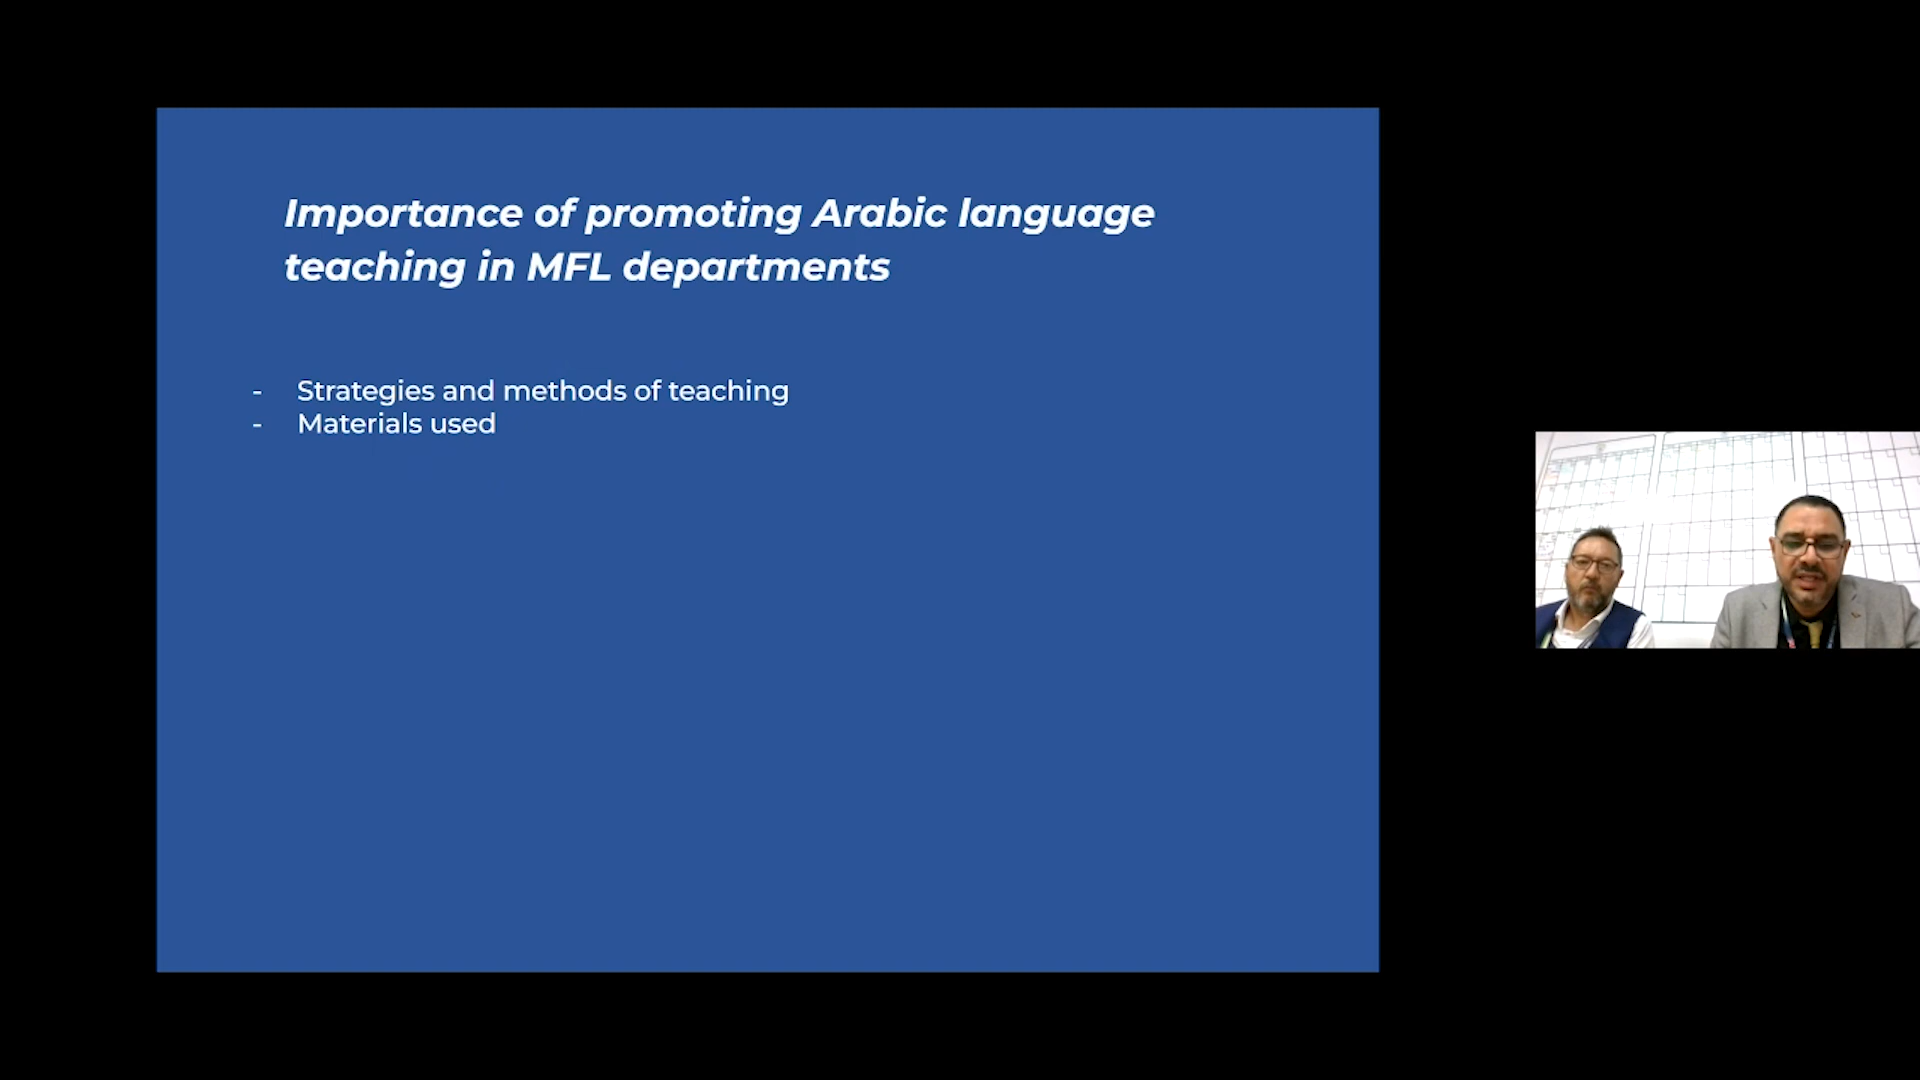 Importance of promoting Arabic language
teaching in MFL departments
- Strategies and methods of teaching
- Materials used